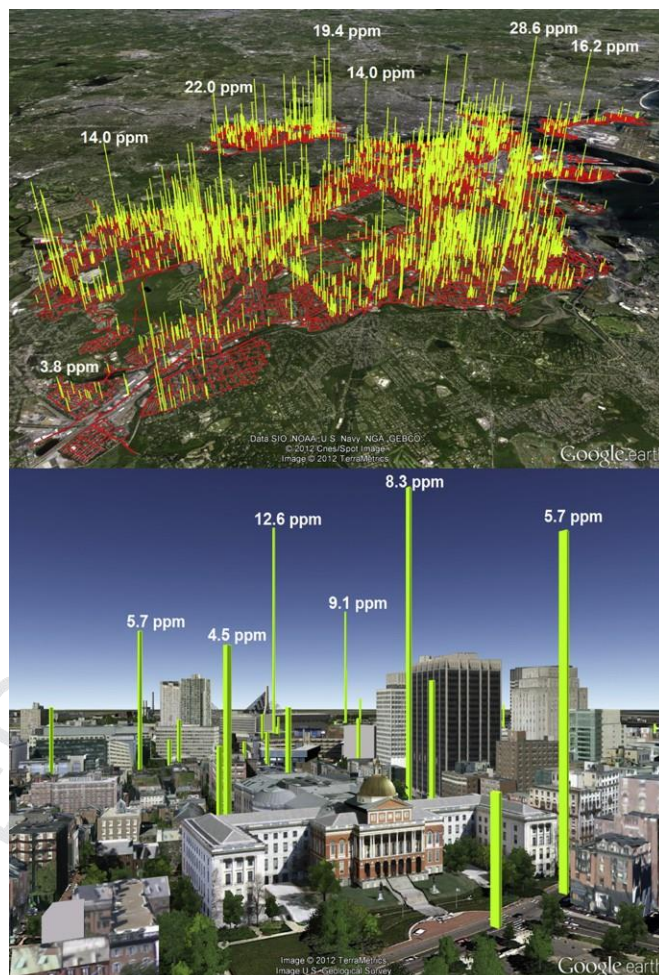 19.4 ppm
28.6 ppm
16.2 ppm
22.0 ppm
14.0 ppm
14.0 ppm
3.8 ppm
Data SIO, NOAA, U.S. Navy, NGA, GEBCO
© 2012 Cnes/Spot Image
Image © 2012 TerraMetrics
Google earth
8.3 ppm
12.6 ppm
5.7 ppm
9.1 ppm
5.7 ppm
4.5 ppm
Image © 2012 TerraMetrics
Image U.S. Geological Survey
Google earth